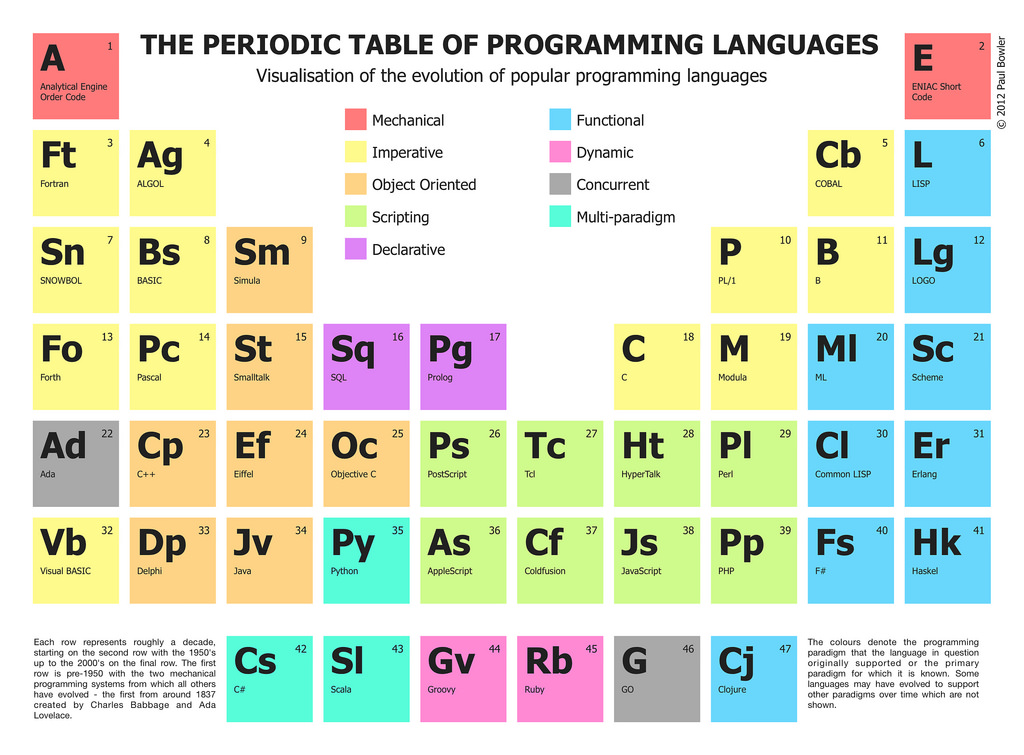 THE PERIODIC TABLE OF PROGRAMMING LANGUAGES
Visualisation of the evolution of popular programming languages
© 2012 Paul Bowler
A 1
Analytical Engine
Order Code
E 2
ENIAC Short
Code
Mechanical
Imperative
Object Oriented
Scripting
Declarative
Functional
Dynamic
Concurrent
Multi-paradigm
Ft 3
Fortran
Ag 4
ALGOL
Cb 5
COBAL
L 6
LISP
Sn 7
SNOWBOL
Bs 8
BASIC
Sm 9
Simula
P 10
PL/1
B 11
B
Lg 12
LOGO
Fo 13
Forth
Pc 14
Pascal
St 15
Smalltalk
Sq 16
SQL
Pg 17
Prolog
C 18
C
M 19
Modula
Ml 20
ML
Sc 21
Scheme
Ad 22
Ada
Cp 23
C++
Ef 24
Eiffel
Oc 25
Objective C
Ps 26
PostScript
Tc 27
Tcl
Ht 28
HyperTalk
Pl 29
Perl
Cl 30
Common LISP
Er 31
Erlang
Vb 32
Visual BASIC
Dp 33
Delphi
Jv 34
Java
Py 35
Python
As 36
AppleScript
Cf 37
Coldfusion
Js 38
JavaScript
Pp 39
PHP
Fs 40
F#
Hk 41
Haskel
Each row represents roughly a decade,
starting on the second row with the 1950's
up to the 2000's on the final row. The first
row is pre-1950 with the two mechanical
programming systems from which all others
have evolved - the first from around 1837
created by Charles Babbage and Ada
Lovelace.
Cs 42
C#
Sl 43
Scala
Gv 44
Groovy
Rb 45
Ruby
G 46
GO
Cj 47
Clojure
The colours denote the programming
paradigm that the language in question
originally supported or the primary
paradigm for which it is known. Some
languages may have evolved to support
other paradigms over time which are not
shown.